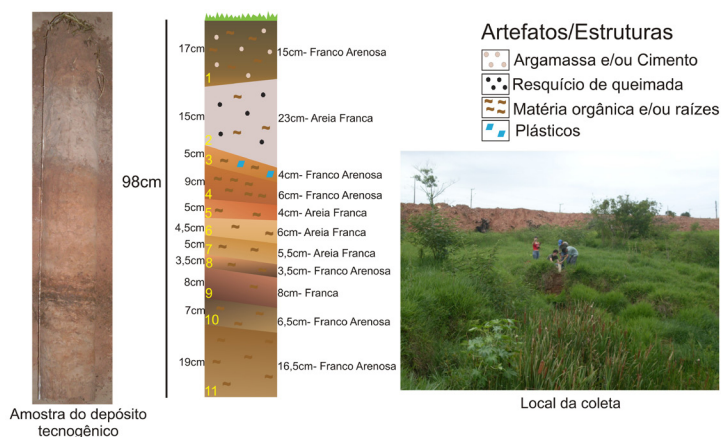 Amostra do depósito
tecnogênico
98cm
17cm
15cm
5cm
9cm
5cm
4,5cm
5cm
3,5cm
8cm
7cm
19cm
1
2
3
4
5
6
7
8
9
10
11
15cm- Franco Arenosa
23cm- Areia Franca
4cm- Franco Arenosa
6cm- Franco Arenosa
4cm- Areia Franca
6cm- Areia Franca
5,5cm- Areia Franca
3,5cm- Franco Arenosa
8cm- Franca
6,5cm- Franco Arenosa
16,5cm- Franco Arenosa
Artefatos/Estruturas
Argamassa e/ou Cimento
Resquício de queimada
Matéria orgânica e/ou raízes
Plásticos
Local da coleta